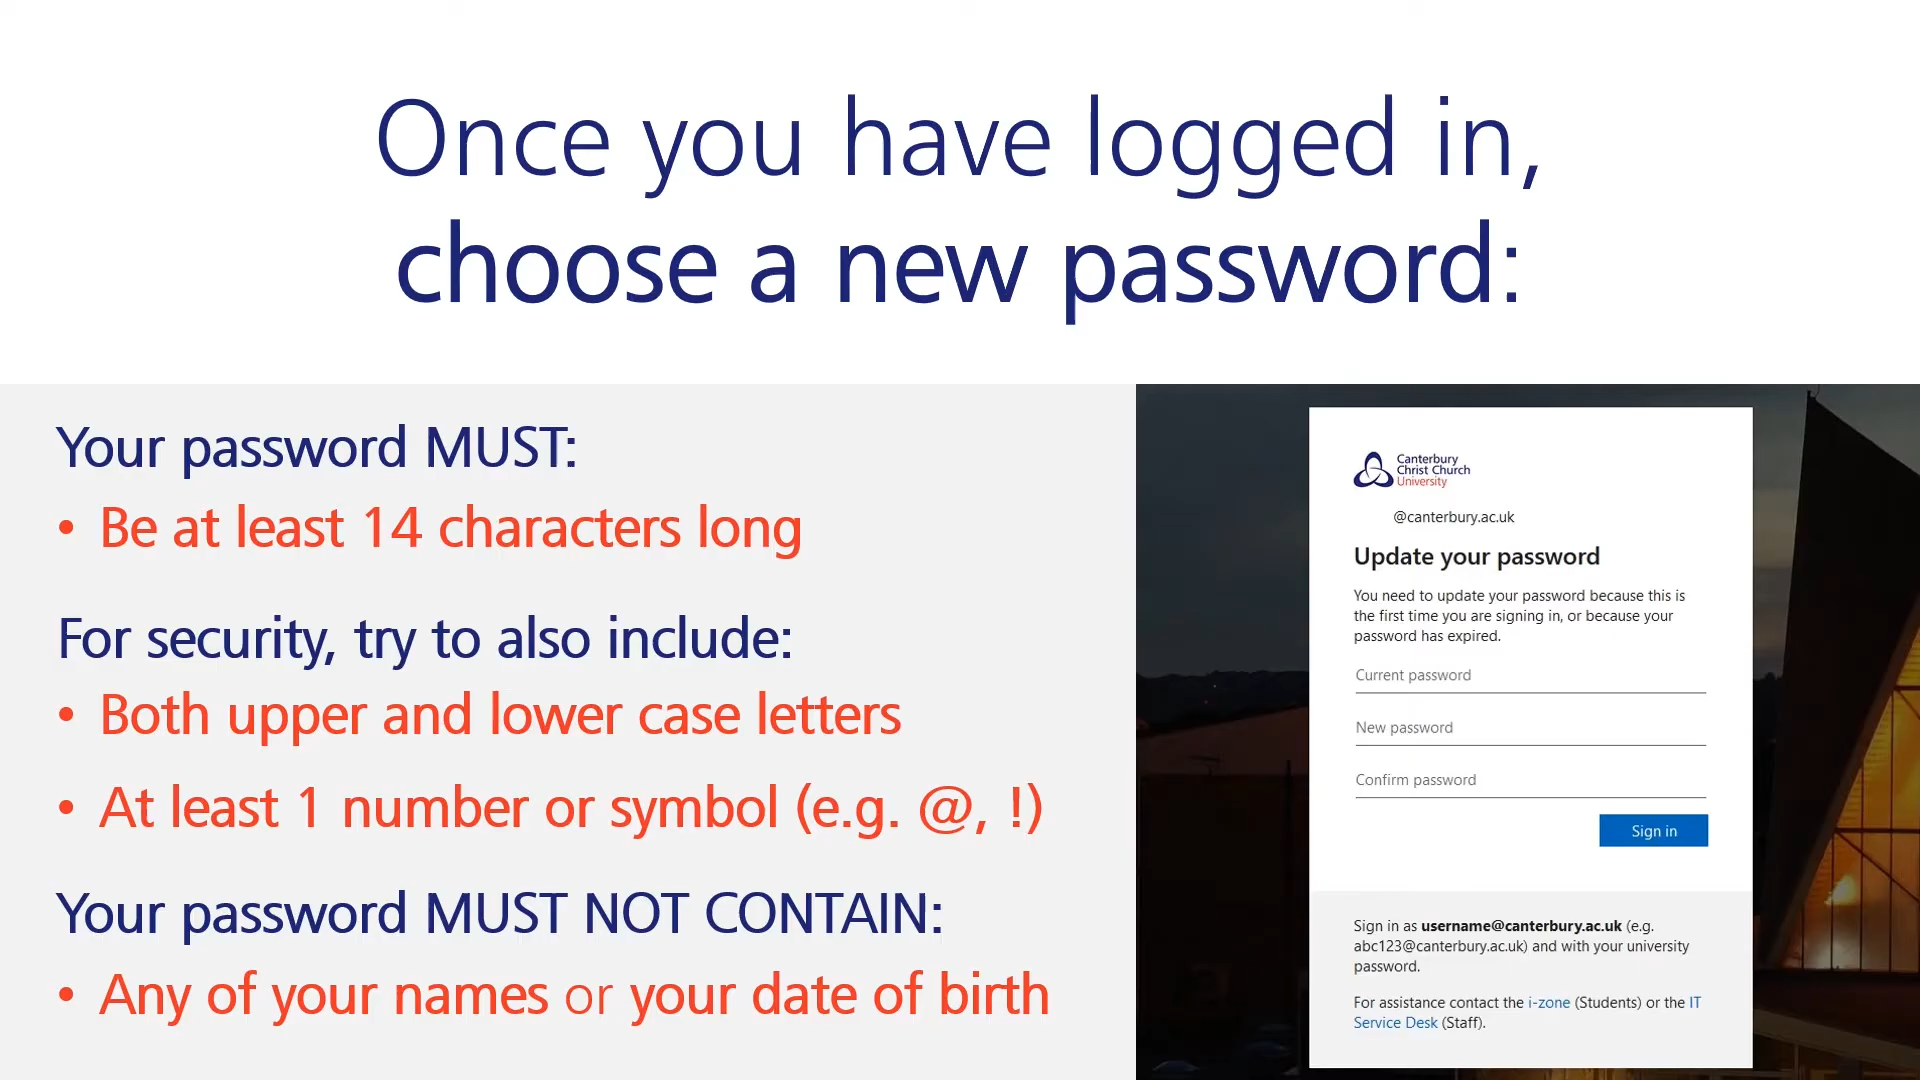 Once you have logged in,
choose a new password:
Your password MUST:
• Be at least 14 characters long
For security, try to also include:
• Both upper and lower case letters
• At least 1 number or symbol (e.g. @, !)
Your password MUST NOT CONTAIN:
• Any of your names or your date of birth
Canterbury
Christ Church
University
@canterbury.ac.uk
Update your password
You need to update your password because this is
the first time you are signing in, or because your
password has expired.
Current password
New password
Confirm password
Sign in
Sign in as username@canterbury.ac.uk (e.g.
abc123@canterbury.ac.uk) and with your university
password.
For assistance contact the i-zone (Students) or the IT
Service Desk (Staff).